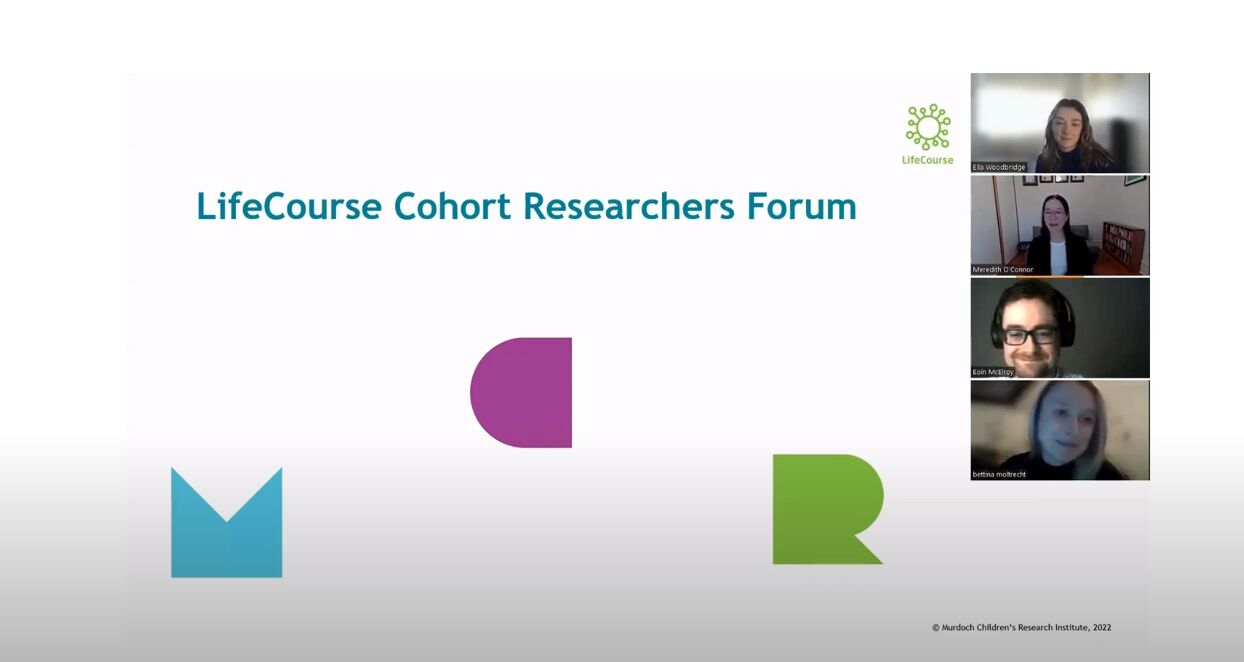 LifeCourse
LifeCourse Cohort Researchers Forum
Ella Woodbridge
Meredith O'Connor
Eoin McElroy
bettina moltrecht
© Murdoch Children's Research Institute, 2022